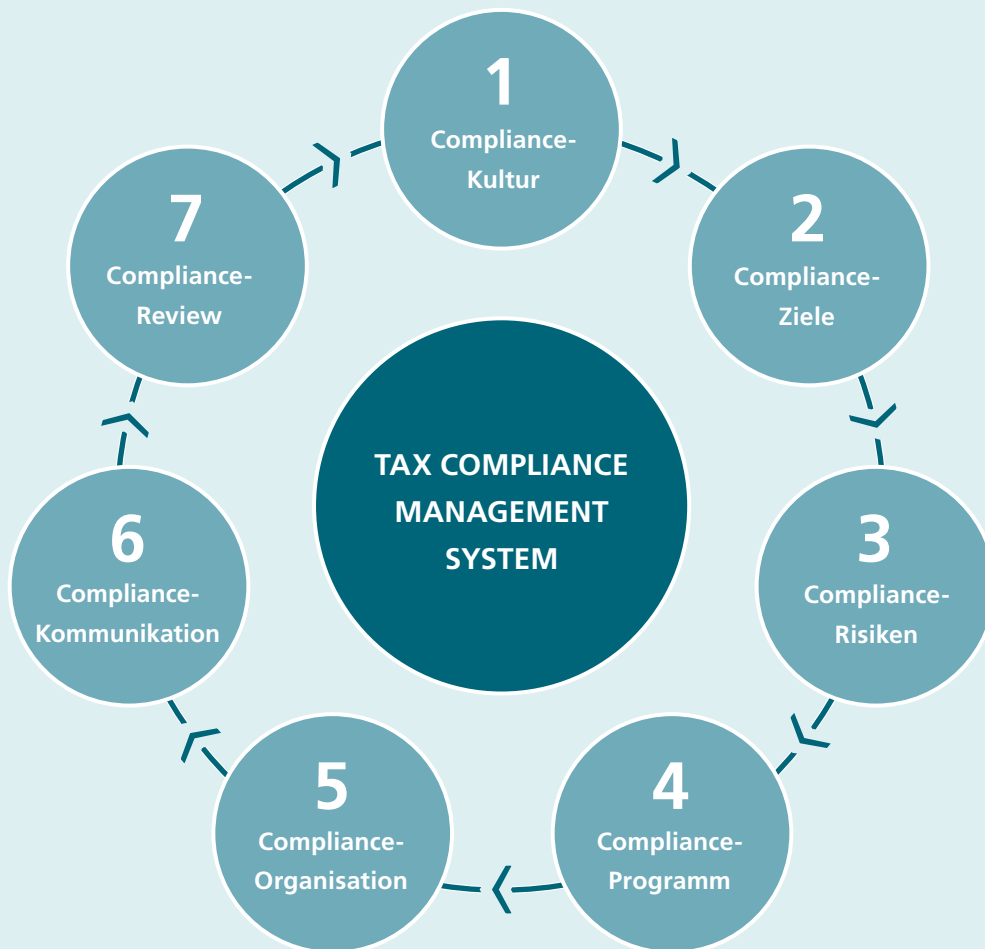 1
Compliance-
Kultur
2
Compliance-
Ziele
3
Compliance-
Risiken
4
Compliance-
Programm
5
Compliance-
Organisation
6
Compliance-
Kommunikation
7
Compliance-
Review
TAX COMPLIANCE
MANAGEMENT
SYSTEM